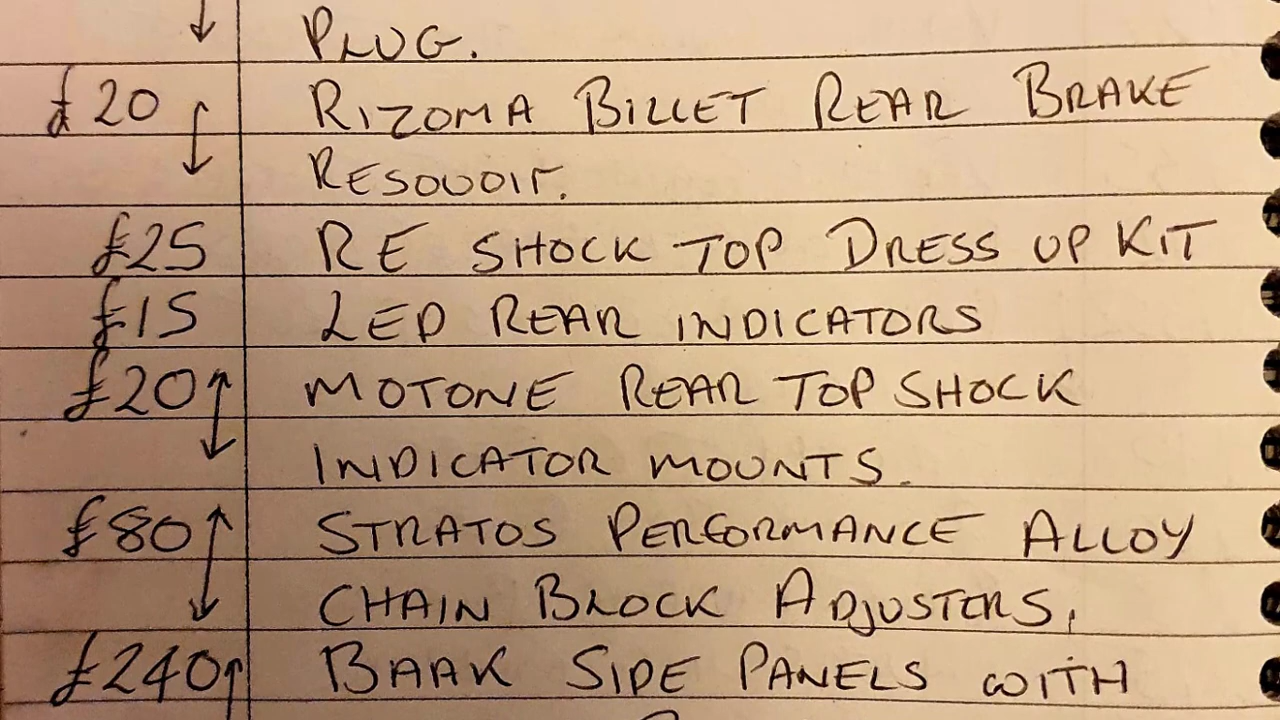 PLUG.
£20 RIZOMA BILLET REAR BRAKE
RESOUOIR.
£25 RE SHOCK TOP DRESS UP KIT
£15 LED REAR INDICATORS
£20 MOTONE REAR TOP SHOCK
INDICATOR MOUNTS.
£80 STRATOS PERFORMANCE ALLOY
CHAIN BLOCK ADJUSTERS,
£240 BAAK SIDE PANELS WITH